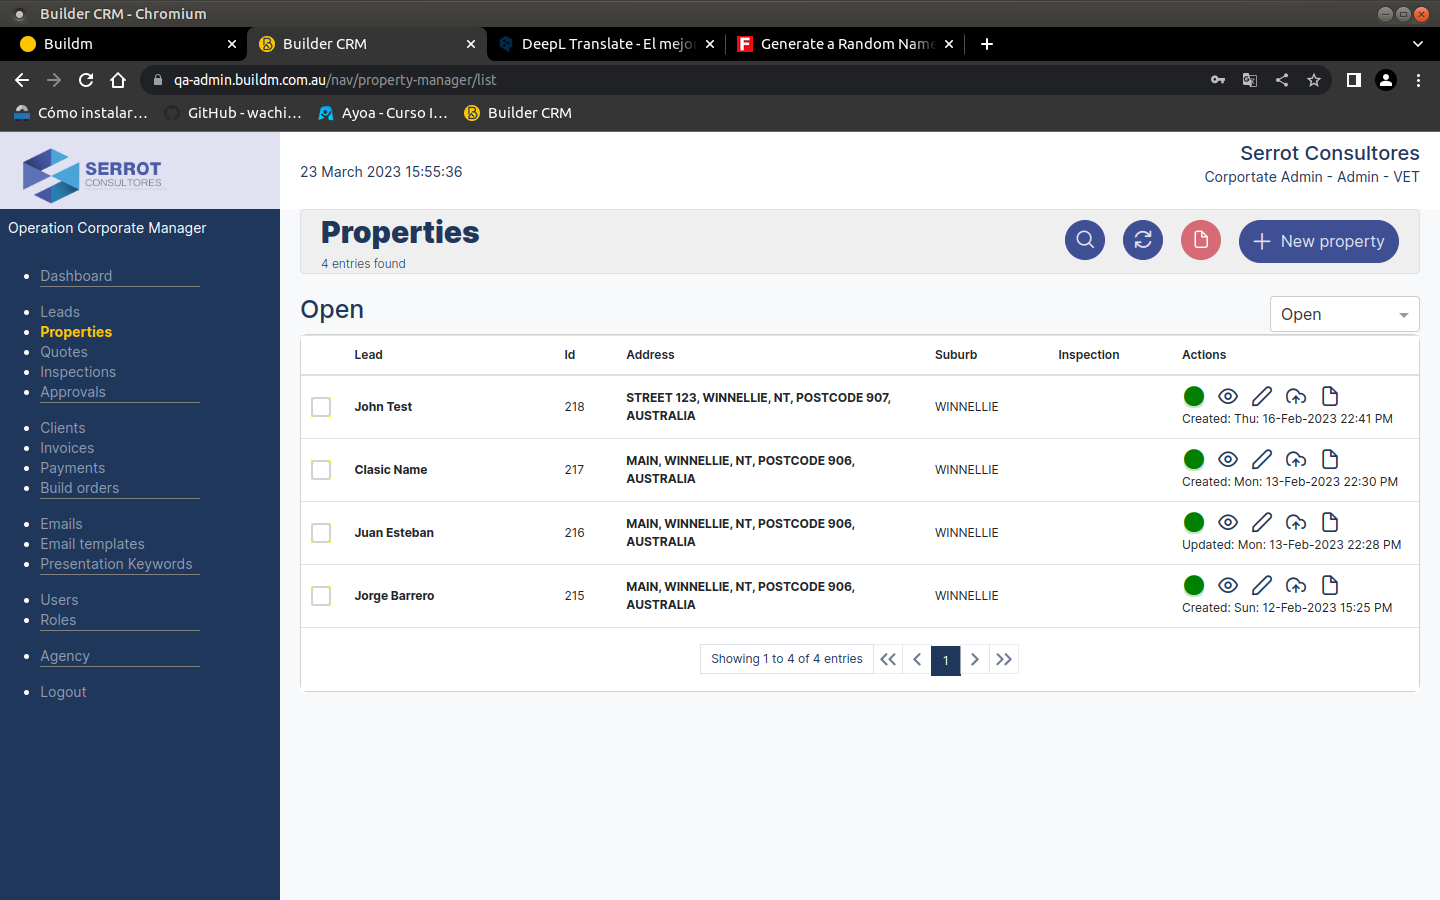 Builder CRM - Chromium
Buildm
Builder CRM
DeepL Translate - El mejo
Generate a Random Name
qa-admin.buildm.com.au/nav/property-manager/list
Cómo instalar...
GitHub - wachi...
Ayoa - Curso I...
Builder CRM
SERROT
CONSULTORES
23 March 2023 15:55:36
Serrot Consultores
Corportate Admin - Admin - VET
Operation Corporate Manager
Dashboard
Leads
Properties
Quotes
Inspections
Approvals
Clients
Invoices
Payments
Build orders
Emails
Email templates
Presentation Keywords
Users
Roles
Agency
Logout
Properties
4 entries found
New property
Open
Open
Lead Id Address Suburb Inspection Actions
John Test 218 STREET 123, WINNELLIE, NT, POSTCODE 907,
AUSTRALIA WINNELLIE
Created: Thu: 16-Feb-2023 22:41 PM
Clasic Name 217 MAIN, WINNELLIE, NT, POSTCODE 906,
AUSTRALIA WINNELLIE
Created: Mon: 13-Feb-2023 22:30 PM
Juan Esteban 216 MAIN, WINNELLIE, NT, POSTCODE 906,
AUSTRALIA WINNELLIE
Updated: Mon: 13-Feb-2023 22:28 PM
Jorge Barrero 215 MAIN, WINNELLIE, NT, POSTCODE 906,
AUSTRALIA WINNELLIE
Created: Sun: 12-Feb-2023 15:25 PM
Showing 1 to 4 of 4 entries 1